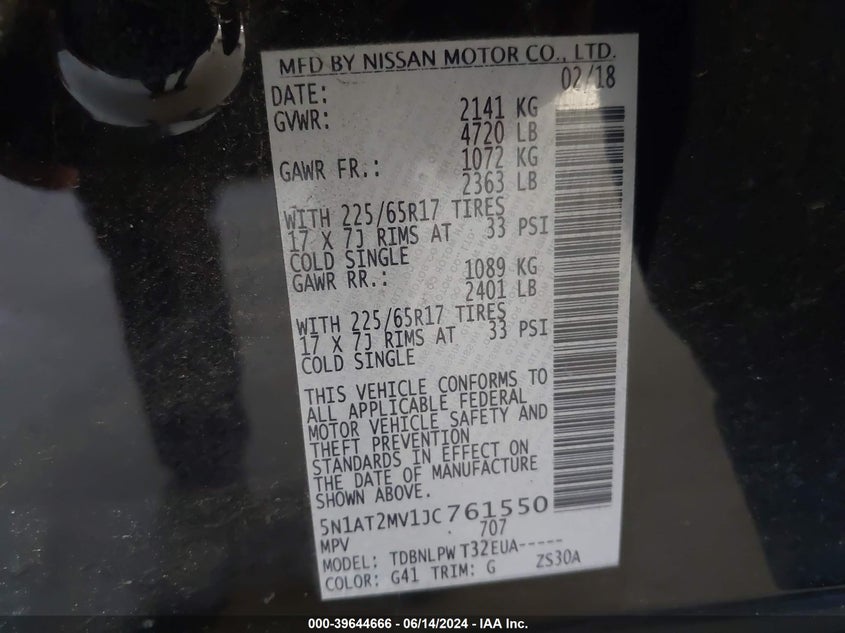 MFD BY NISSAN MOTOR CO., LTD.
DATE: 02/18
GVWR: 2141 KG
4720 LB
GAWR FR.: 1072 KG
2363 LB
WITH 225/65R17 TIRES
17 X 7J RIMS AT 33 PSI
COLD SINGLE
GAWR RR.: 1089 KG
2401 LB
WITH 225/65R17 TIRES
17 X 7J RIMS AT 33 PSI
COLD SINGLE
THIS VEHICLE CONFORMS TO
ALL APPLICABLE FEDERAL
MOTOR VEHICLE SAFETY AND
THEFT PREVENTION
STANDARDS IN EFFECT ON
THE DATE OF MANUFACTURE
SHOWN ABOVE.
5N1AT2MV1JC761550
MPV 707
MODEL: TDBNLPW T32EUA-----
COLOR: G41 TRIM: G ZS30A
000-39644666 - 06/14/2024 - IAA Inc.